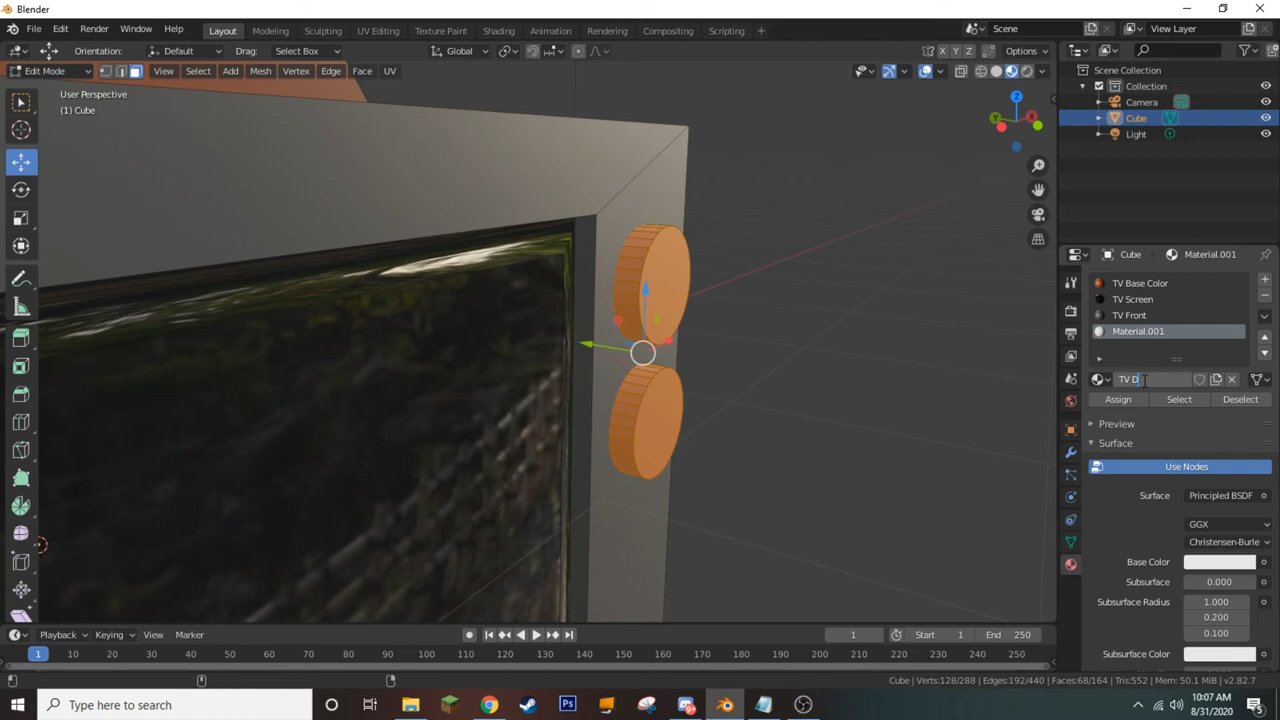 Blender
File Edit Render Window Help Layout Modeling Sculpting UV Editing Texture Paint Shading Animation Rendering Compositing Scripting Scene View Layer
Orientation: Default Drag: Select Box Global X Y Z Options
Edit Mode View Select Add Mesh Vertex Edge Face UV
User Perspective
(1) Cube
Z
X
Y
Scene Collection
Collection
Camera
Cube
Light
Cube Material.001
TV Base Color
TV Screen
TV Front
Material.001
TV D
Assign Select Deselect
Preview
Surface
Use Nodes
Surface Principled BSDF
GGX
Christensen-Burle
Base Color
Subsurface 0.000
Subsurface Radius 1.000
0.200
0.100
Subsurface Color
Playback Keying View Marker 1 Start 1 End 250
1 10 20 30 40 50 60 70 80 90 100 110 120 130 140 150 160 170 180 190 200 210 220 230 240 250
Cube | Verts:128/288 | Edges:192/440 | Faces:68/164 | Tris:552 | Mem: 50.1 MiB | v2.82.7
Type here to search
10:07 AM
8/31/2020